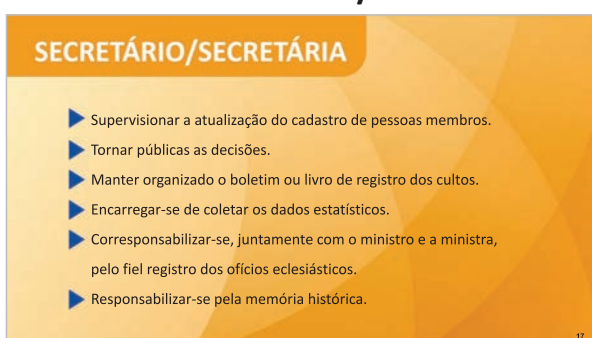 SECRETÁRIO/SECRETÁRIA
Supervisionar a atualização do cadastro de pessoas membros.
Tornar públicas as decisões.
Manter organizado o boletim ou livro de registro dos cultos.
Encarregar-se de coletar os dados estatísticos.
Corresponsabilizar-se, juntamente com o ministro e a ministra,
pelo fiel registro dos ofícios eclesiásticos.
Responsabilizar-se pela memória histórica.
17